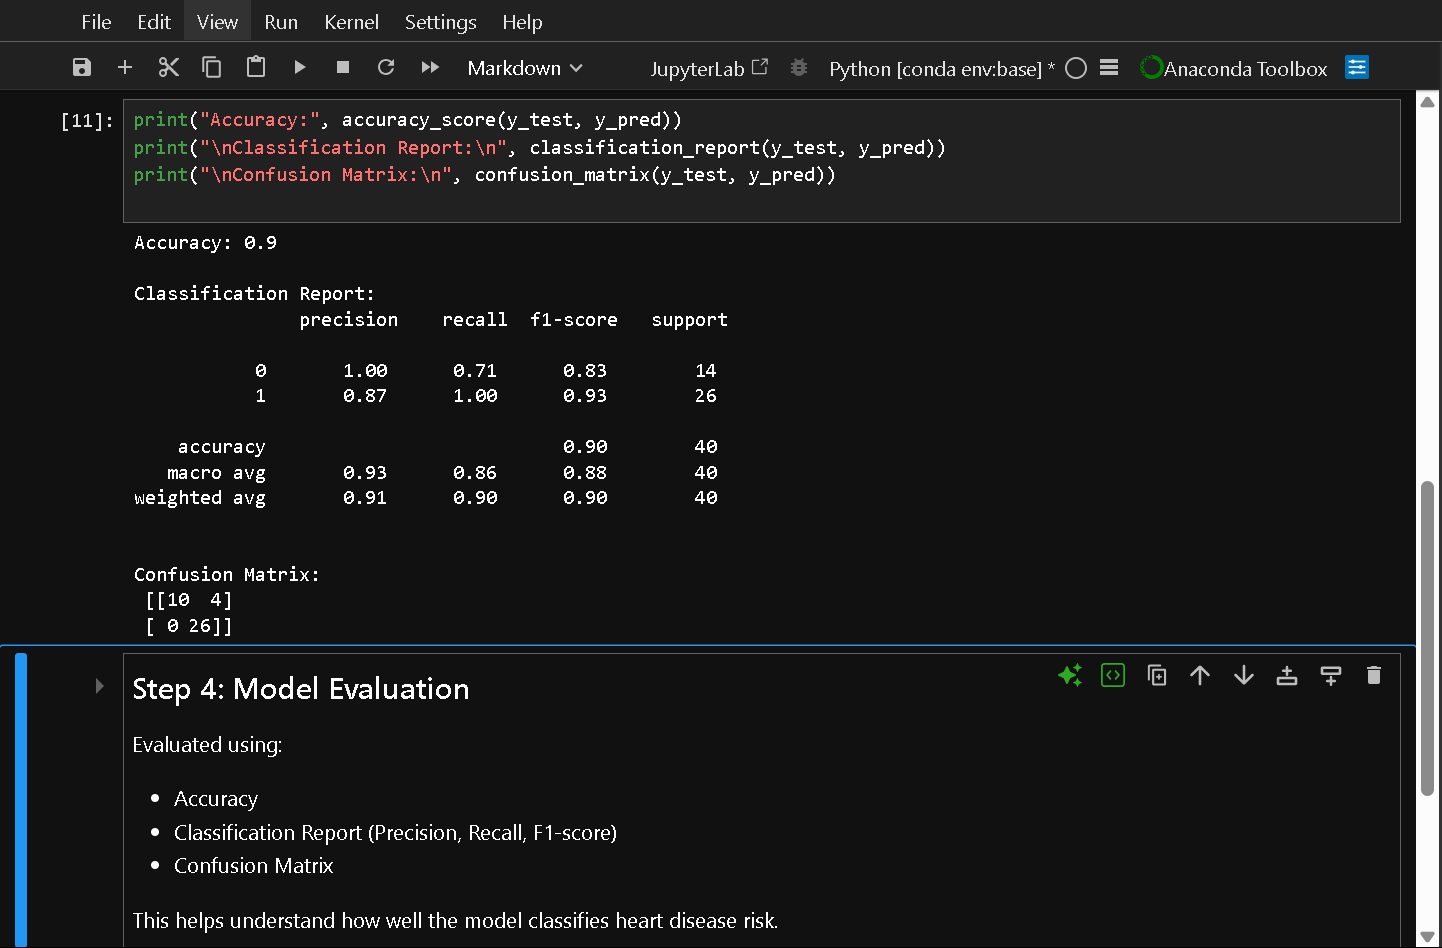 File Edit View Run Kernel Settings Help
Markdown JupyterLab Python [conda env:base] * Anaconda Toolbox
[11]: print("Accuracy:", accuracy_score(y_test, y_pred))
print("\nClassification Report:\n", classification_report(y_test, y_pred))
print("\nConfusion Matrix:\n", confusion_matrix(y_test, y_pred))
Accuracy: 0.9
Classification Report:
precision recall f1-score support
0 1.00 0.71 0.83 14
1 0.87 1.00 0.93 26
accuracy 0.90 40
macro avg 0.93 0.86 0.88 40
weighted avg 0.91 0.90 0.90 40
Confusion Matrix:
[[10 4]
[ 0 26]]
Step 4: Model Evaluation
Evaluated using:
• Accuracy
• Classification Report (Precision, Recall, F1-score)
• Confusion Matrix
This helps understand how well the model classifies heart disease risk.